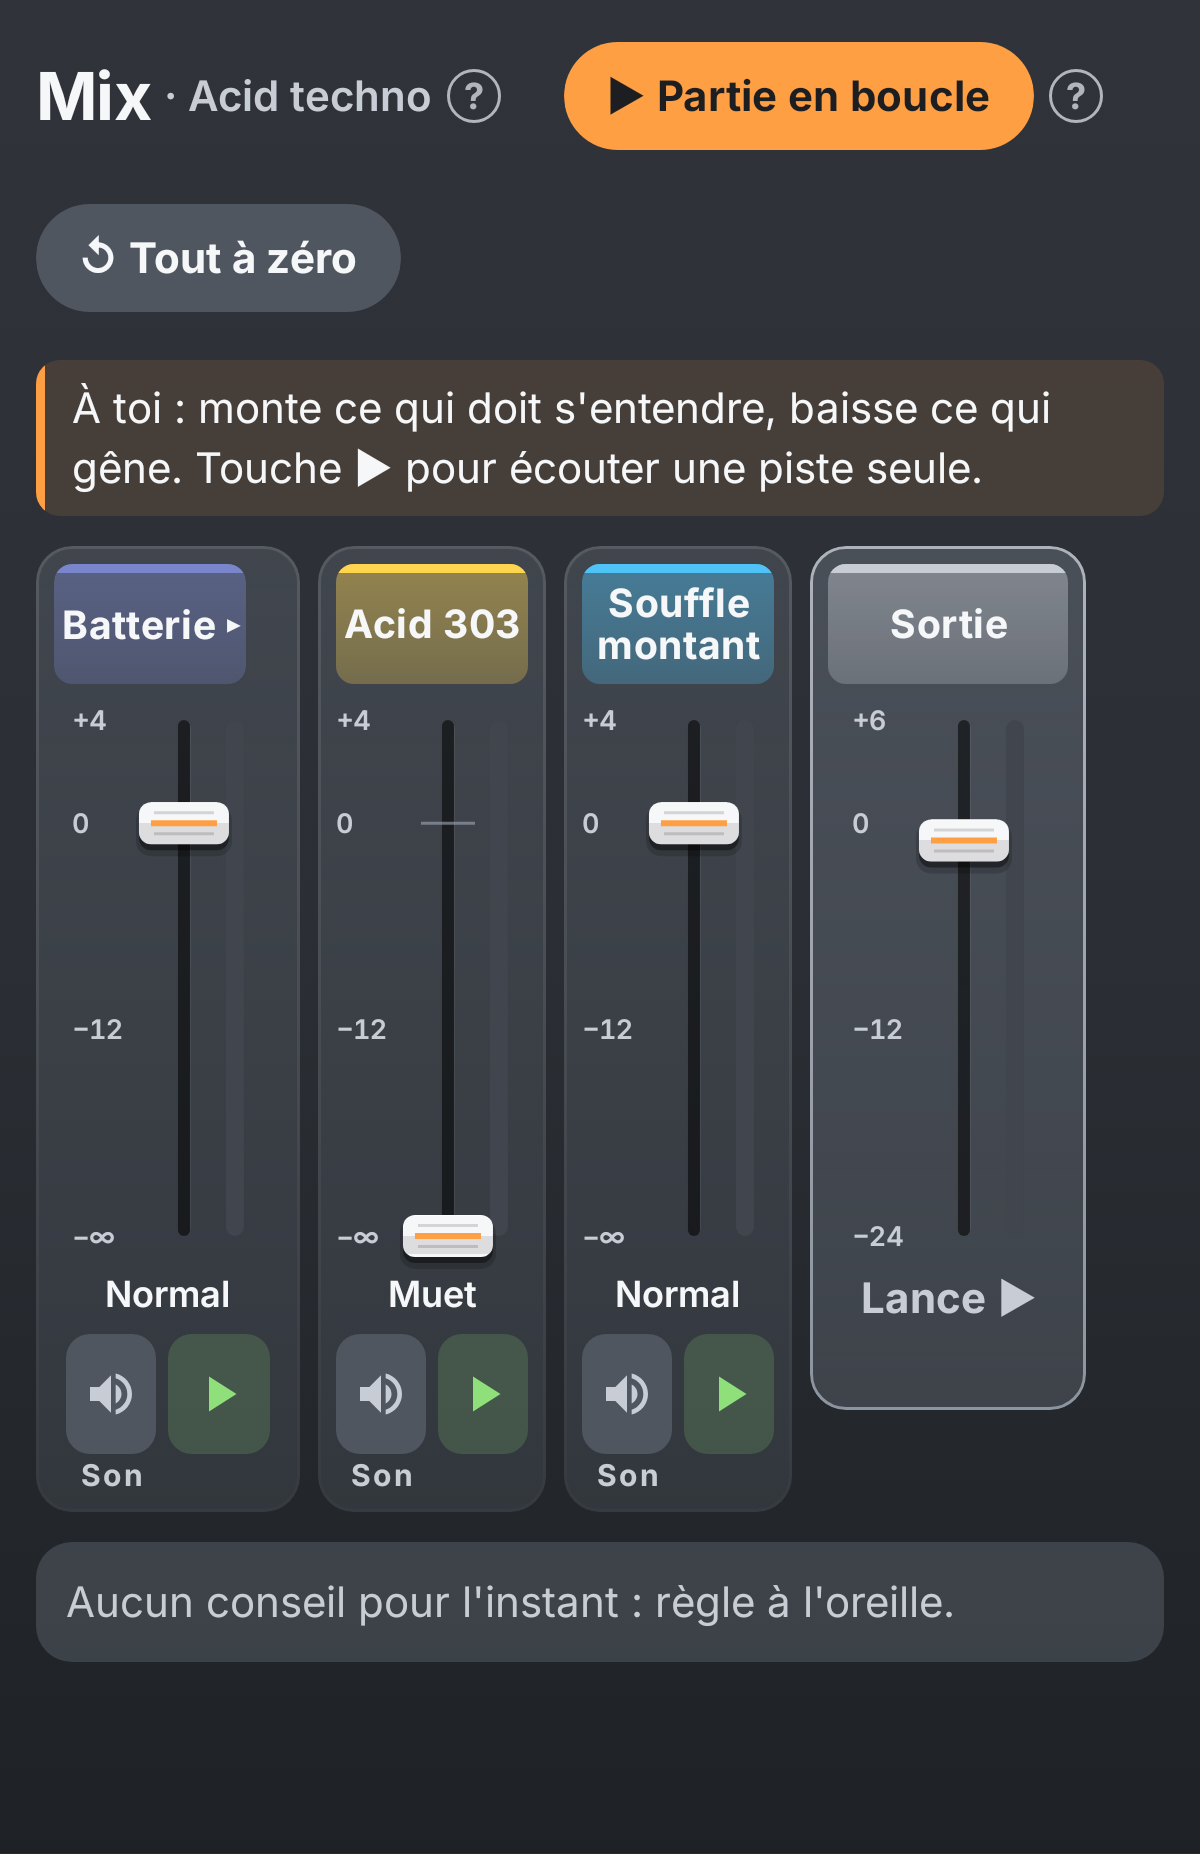 Mix · Acid techno ?
▶ Partie en boucle ?
Tout à zéro
À toi : monte ce qui doit s'entendre, baisse ce qui
gêne. Touche ▶ pour écouter une piste seule.
Batterie ▸
+4
0
−12
−∞
Normal
Son
Acid 303
+4
0
−12
−∞
Muet
Son
Souffle
montant
+4
0
−12
−∞
Normal
Son
Sortie
+6
0
−12
−24
Lance ▶
Aucun conseil pour l'instant : règle à l'oreille.